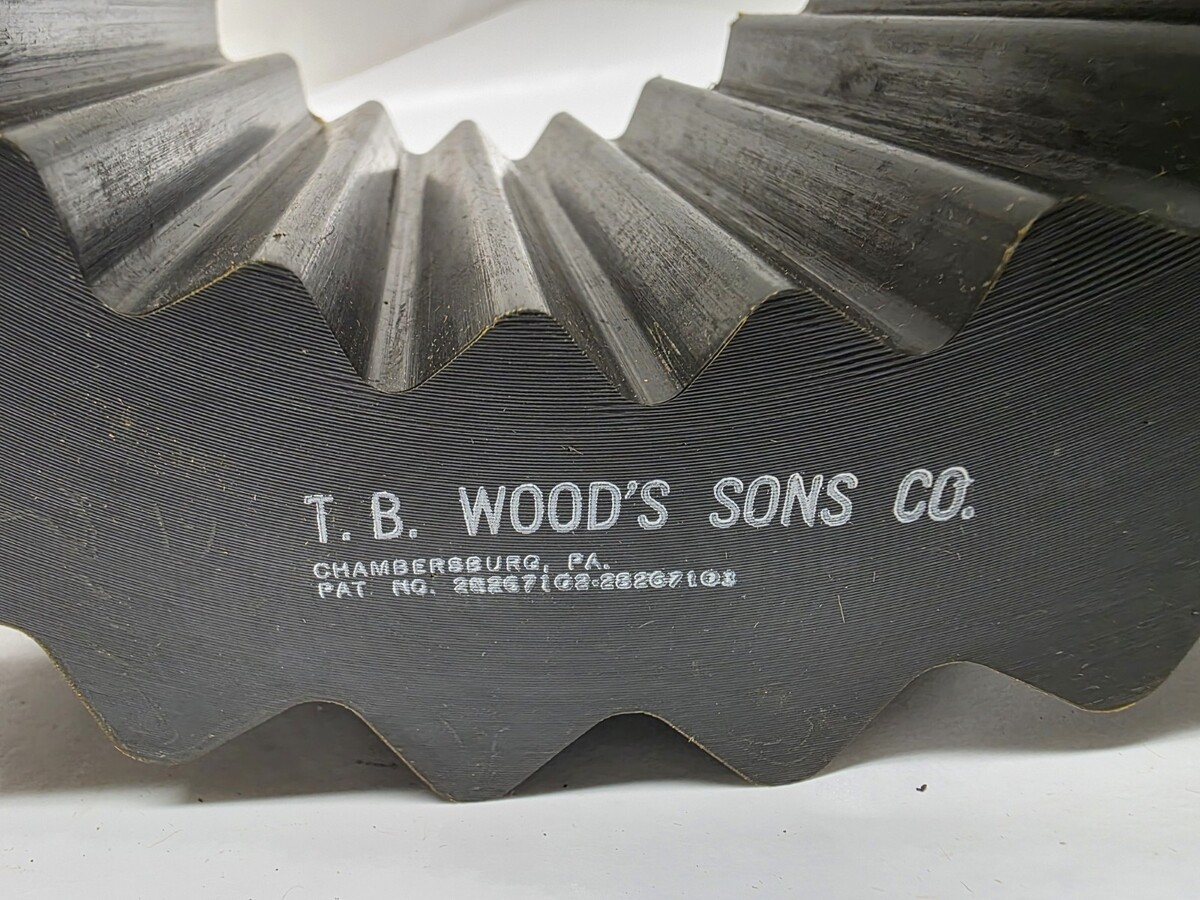 T. B. WOOD'S SONS CO.
CHAMBERSBURG, PA.
PAT. NO.